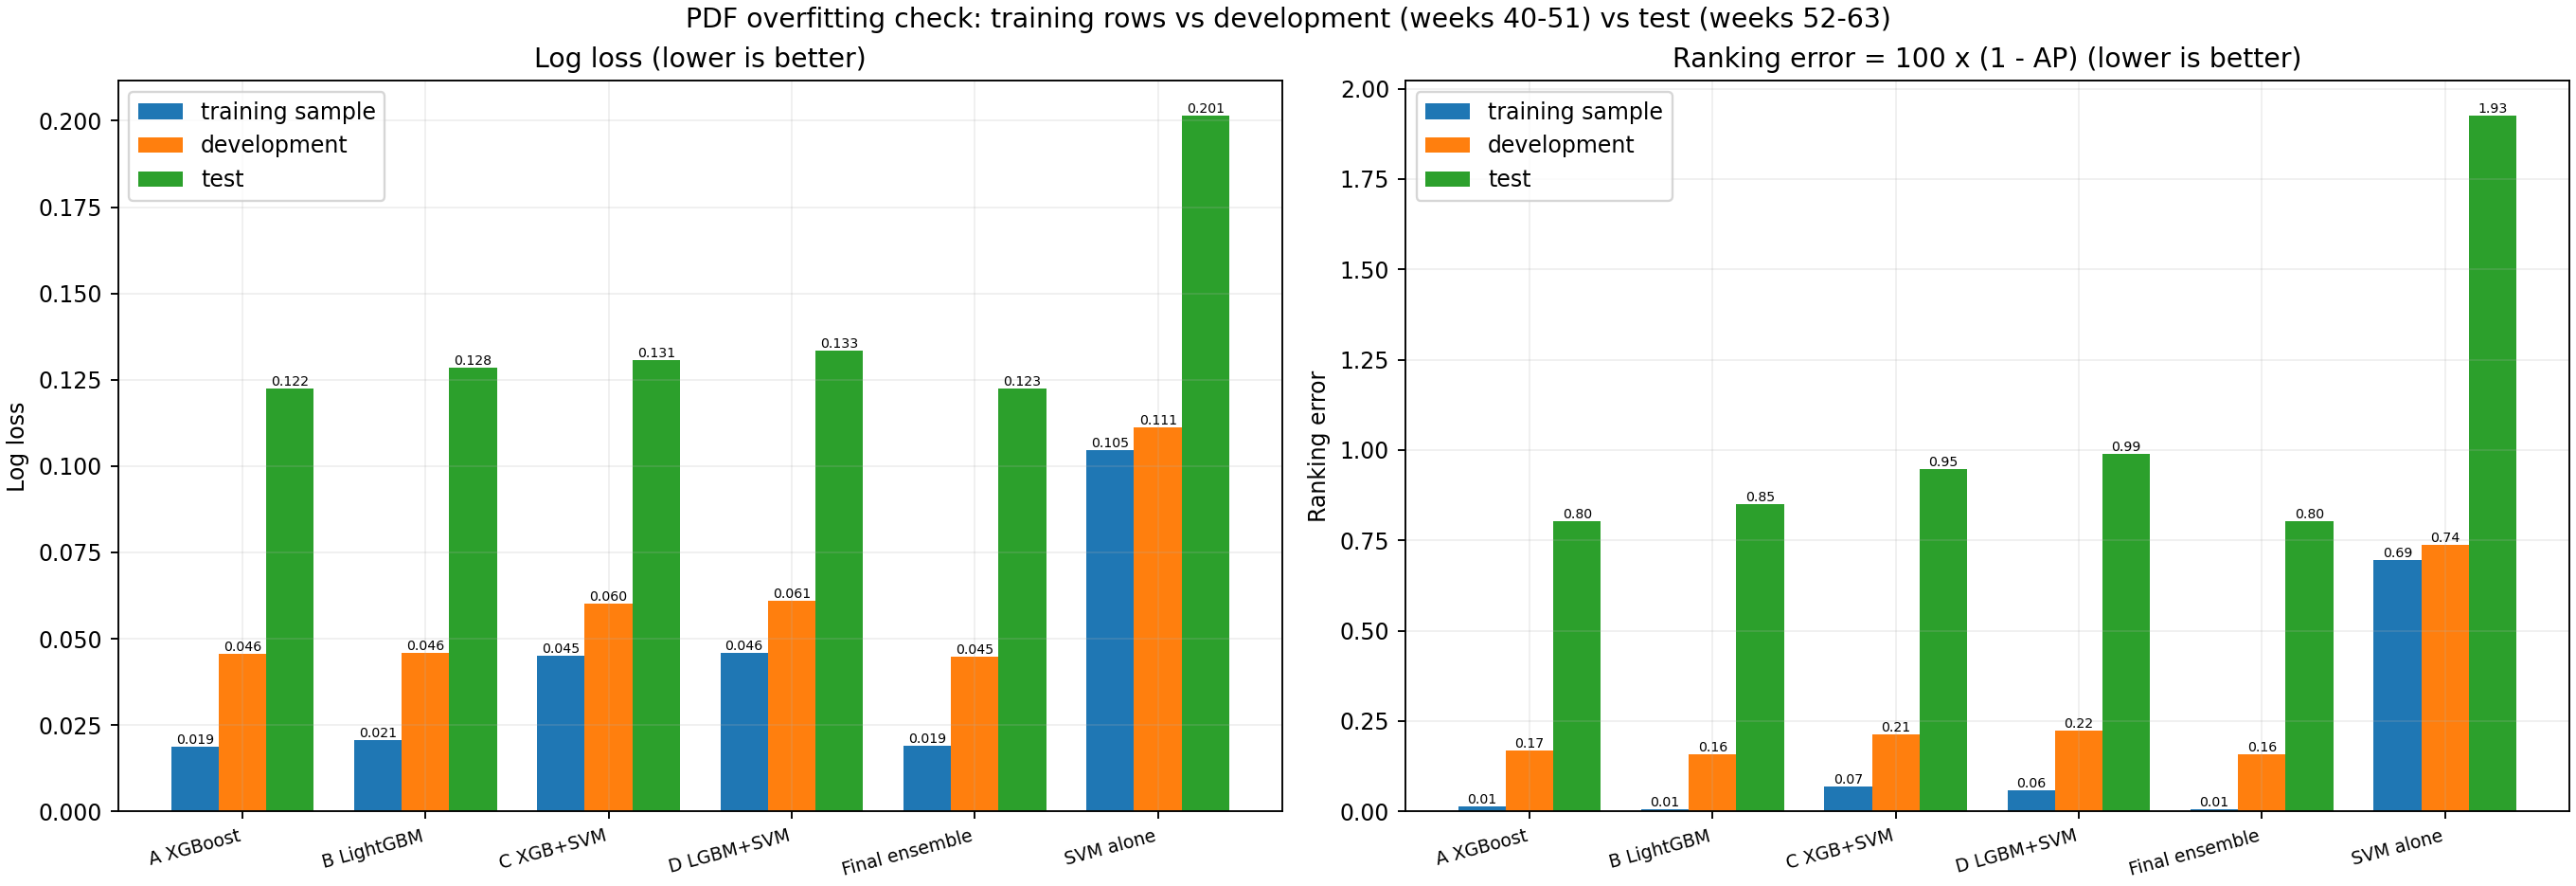 PDF overfitting check: training rows vs development (weeks 40-51) vs test (weeks 52-63)
Log loss (lower is better)
training sample
development
test
Log loss
0.200
0.175
0.150
0.125
0.100
0.075
0.050
0.025
0.000
0.019
0.046
0.122
0.021
0.046
0.128
0.045
0.060
0.131
0.046
0.061
0.133
0.019
0.045
0.123
0.105
0.111
0.201
A XGBoost
B LightGBM
C XGB+SVM
D LGBM+SVM
Final ensemble
SVM alone
Ranking error = 100 x (1 - AP) (lower is better)
training sample
development
test
Ranking error
2.00
1.75
1.50
1.25
1.00
0.75
0.50
0.25
0.00
0.01
0.17
0.80
0.01
0.16
0.85
0.07
0.21
0.95
0.06
0.22
0.99
0.01
0.16
0.80
0.69
0.74
1.93
A XGBoost
B LightGBM
C XGB+SVM
D LGBM+SVM
Final ensemble
SVM alone